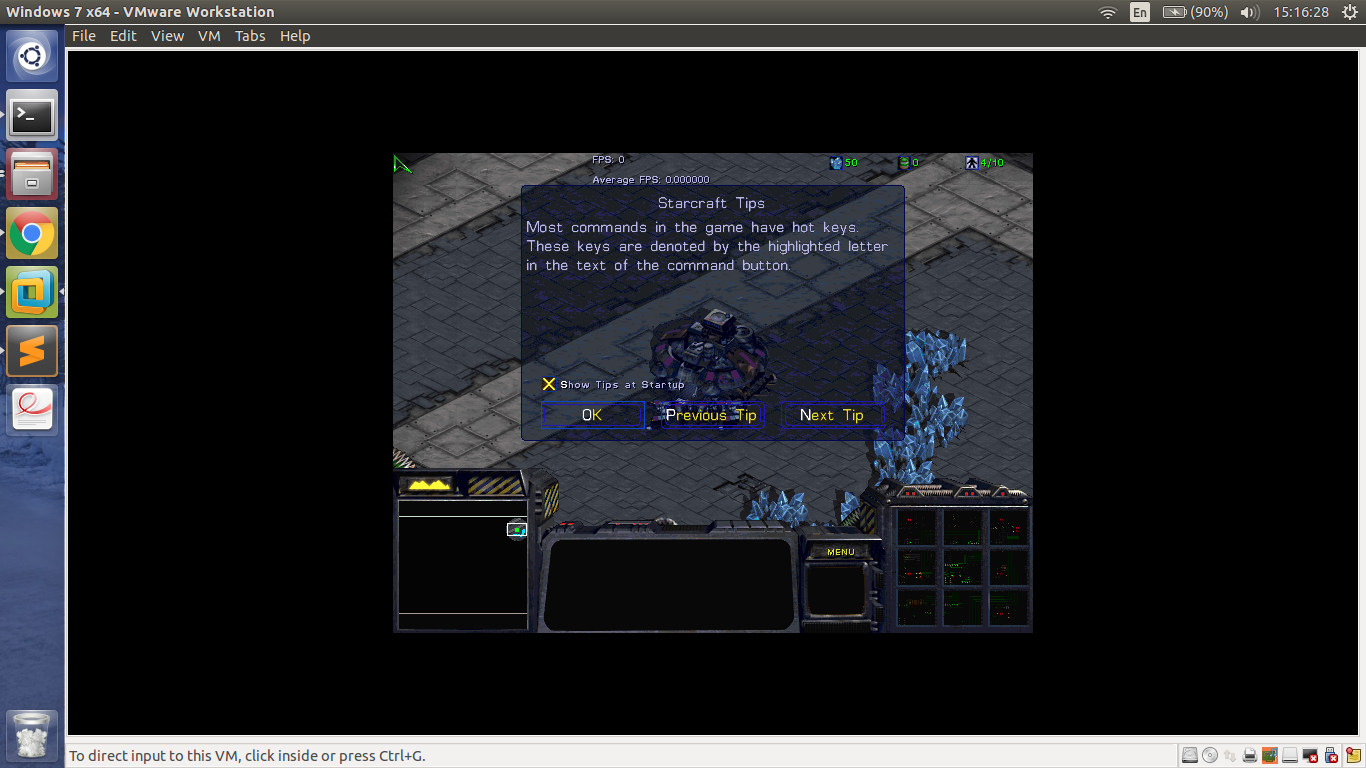 Windows 7 x64 - VMware Workstation
En
(90%)
15:16:28
File Edit View VM Tabs Help
FPS: 0
50
0
4/10
Average FPS: 0.000000
Starcraft Tips
Most commands in the game have hot keys.
These keys are denoted by the highlighted letter
in the text of the command button.
Show Tips at Startup
OK
Previous Tip
Next Tip
MENU
To direct input to this VM, click inside or press Ctrl+G.